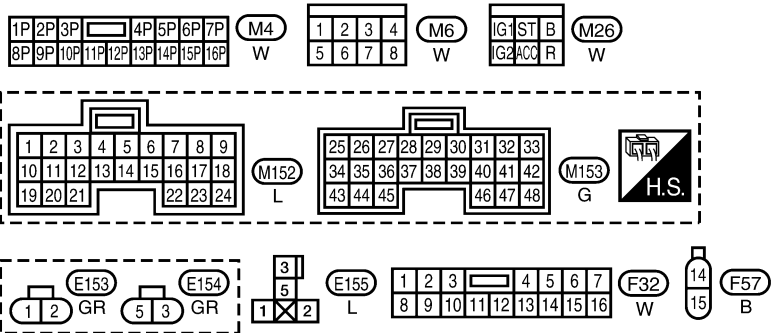 1P 2P 3P 4P 5P 6P 7P M4
8P 9P 10P 11P 12P 13P 14P 15P 16P W
1 2 3 4 M6
5 6 7 8 W
IG1 ST B M26
IG2 ACC R W
1 2 3 4 5 6 7 8 9
10 11 12 13 14 15 16 17 18 M152
19 20 21 22 23 24 L
25 26 27 28 29 30 31 32 33
34 35 36 37 38 39 40 41 42 M153
43 44 45 46 47 48 G
H.S.
1 2 E153
GR
5 3 E154
GR
3
5
1 2 E155
L
1 2 3 4 5 6 7 F32
8 9 10 11 12 13 14 15 16 W
14 F57
15 B